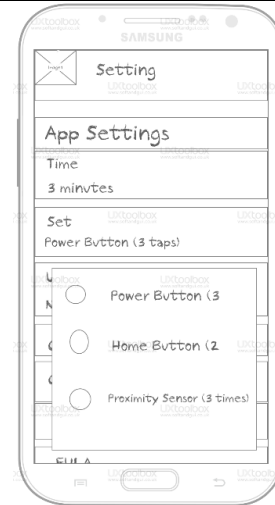 UXtoolbox
SAMSUNG
Image
Setting
App Settings
Time
3 minutes
Set
Power Button (3 taps)
U
N
Power Button (3
Home Button (2
Proximity Sensor (3 times)
EULA